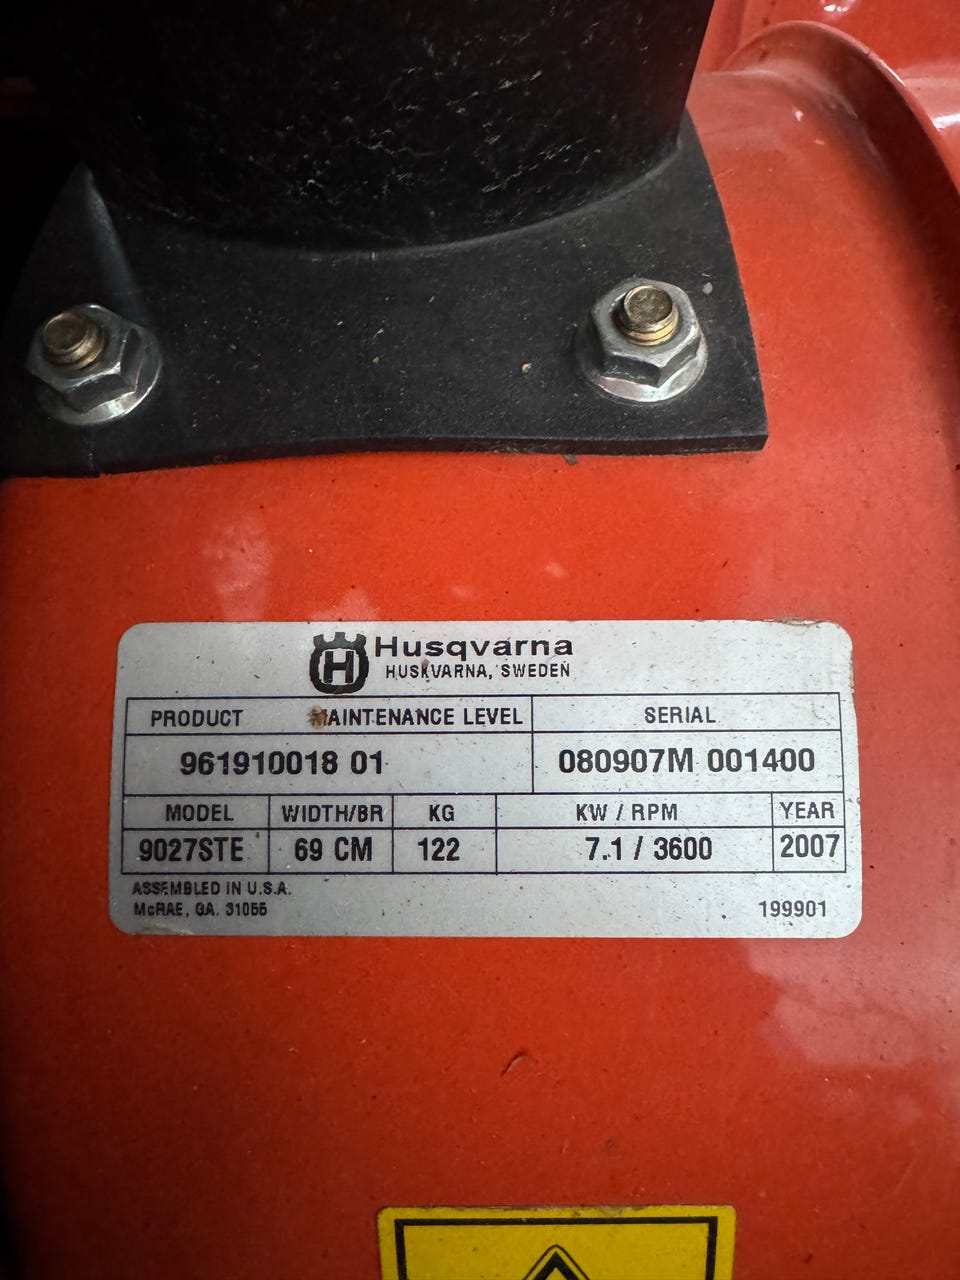 H Husqvarna
HUSKVARNA, SWEDEN
PRODUCT MAINTENANCE LEVEL SERIAL
961910018 01 080907M 001400
MODEL WIDTH/BR KG KW / RPM YEAR
9027STE 69 CM 122 7.1 / 3600 2007
ASSEMBLED IN U.S.A.
McRAE, GA. 31055 199901